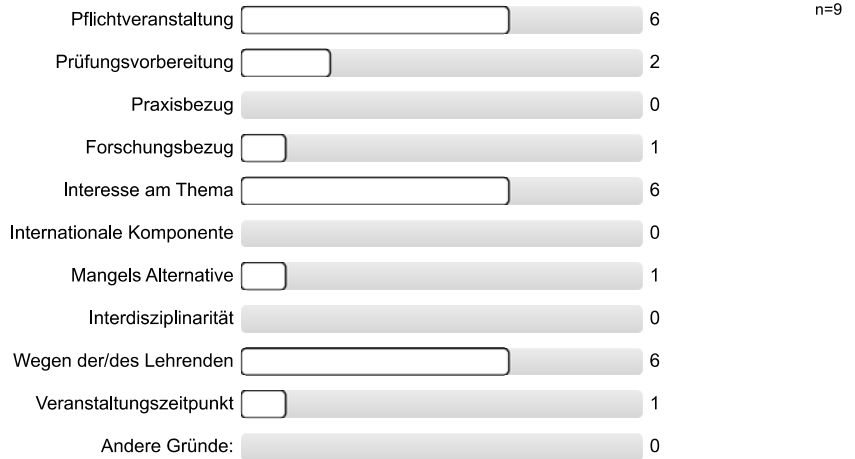 Pflichtveranstaltung 6 n=9
Prüfungsvorbereitung 2
Praxisbezug 0
Forschungsbezug 1
Interesse am Thema 6
Internationale Komponente 0
Mangels Alternative 1
Interdisziplinarität 0
Wegen der/des Lehrenden 6
Veranstaltungszeitpunkt 1
Andere Gründe: 0